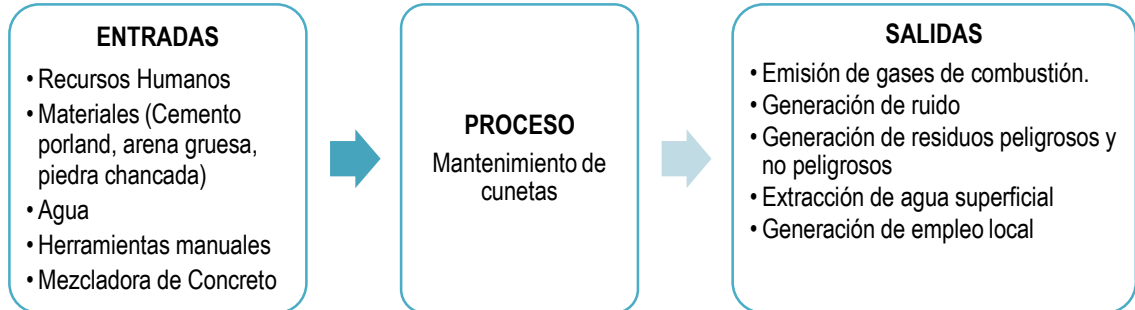 ENTRADAS
• Recursos Humanos
• Materiales (Cemento
porland, arena gruesa,
piedra chancada)
• Agua
• Herramientas manuales
• Mezcladora de Concreto
PROCESO
Mantenimiento de
cunetas
SALIDAS
• Emisión de gases de combustión.
• Generación de ruido
• Generación de residuos peligrosos y
no peligrosos
• Extracción de agua superficial
• Generación de empleo local